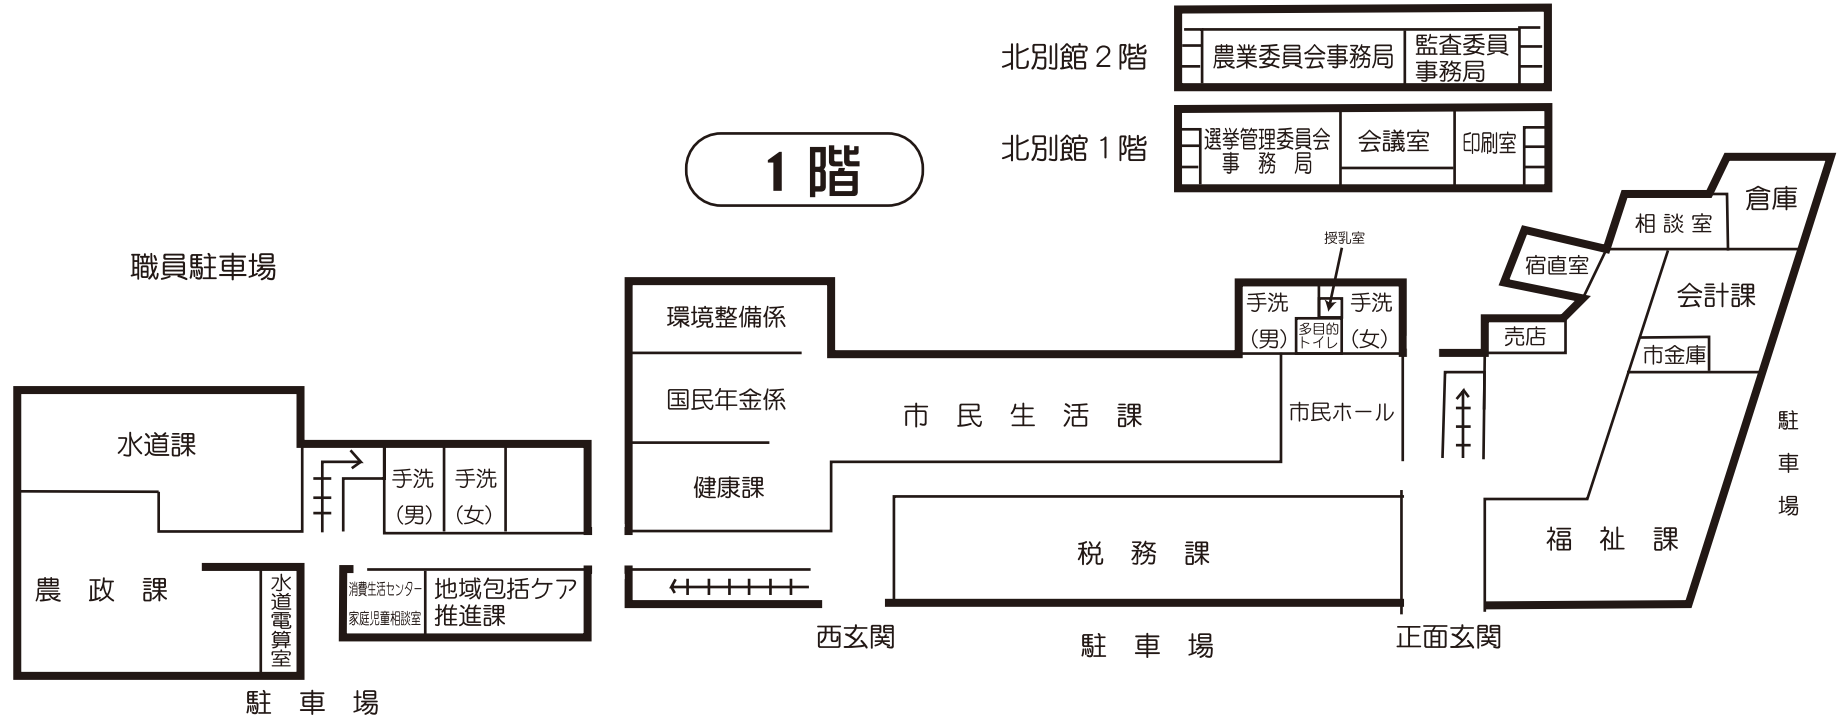 北別館２階
農業委員会事務局
監査委員
事務局
北別館１階
選挙管理委員会
事務局
会議室
印刷室
1階
倉庫
相談室
宿直室
会計課
売店
市金庫
授乳室
手洗
（男）
多目的
トイレ
手洗
（女）
職員駐車場
環境整備係
国民年金係
健康課
市民生活課
市民ホール
駐車場
水道課
手洗
（男）
手洗
（女）
税務課
福祉課
農政課
水道電算室
消費生活センター
家庭児童相談室
地域包括ケア
推進課
西玄関
駐車場
正面玄関
駐車場